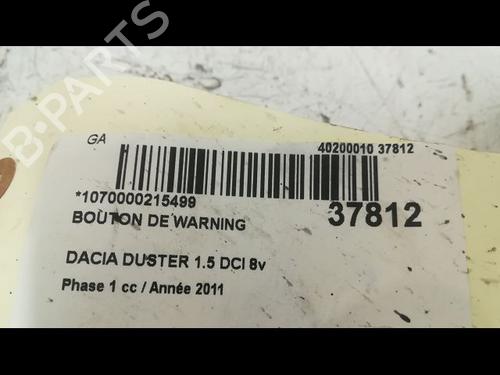 B-PARTS
GA
40200010 37812
*1070000215499
37812
BOUTON DE WARNING
DACIA DUSTER 1.5 DCI 8v
Phase 1 cc / Année 2011